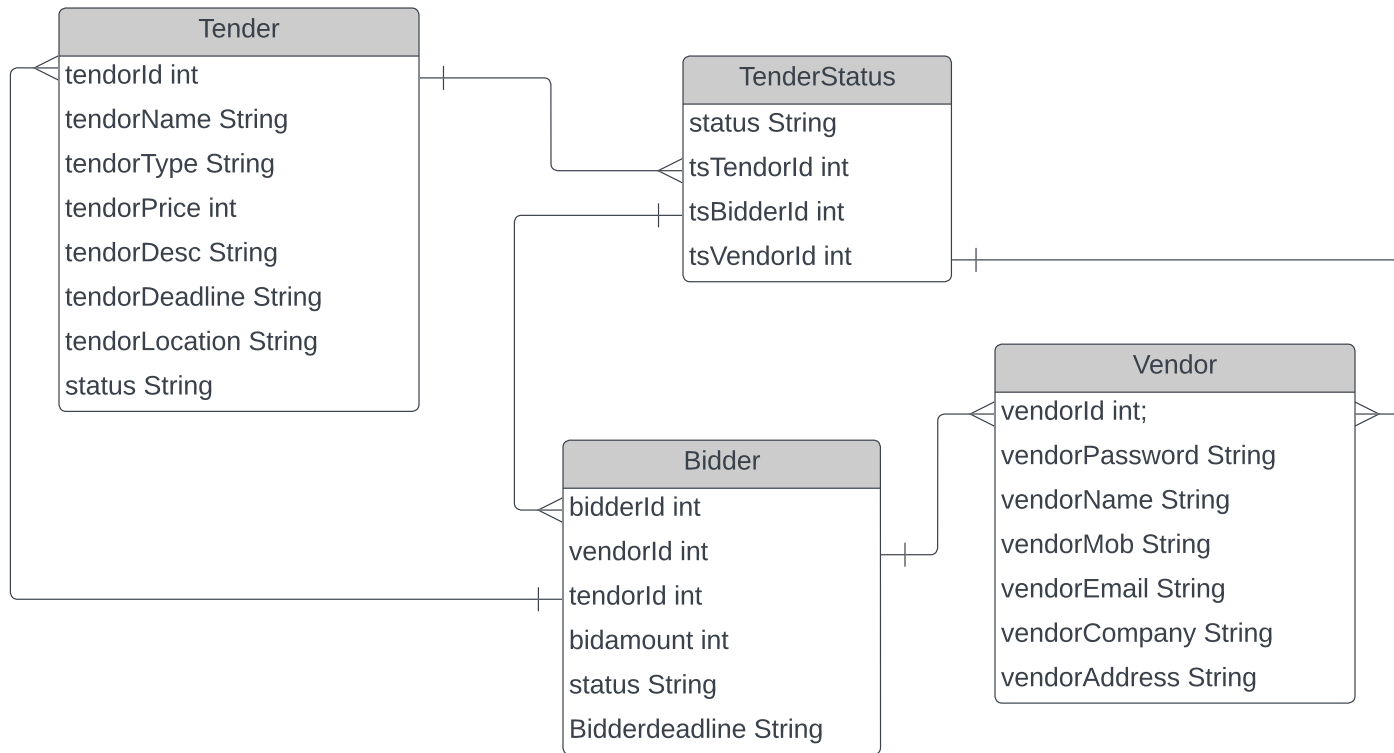 Tender
tendorId int
tendorName String
tendorType String
tendorPrice int
tendorDesc String
tendorDeadline String
tendorLocation String
status String
TenderStatus
status String
tsTendorId int
tsBidderId int
tsVendorId int
Bidder
bidderId int
vendorId int
tendorId int
bidamount int
status String
Bidderdeadline String
Vendor
vendorId int;
vendorPassword String
vendorName String
vendorMob String
vendorEmail String
vendorCompany String
vendorAddress String